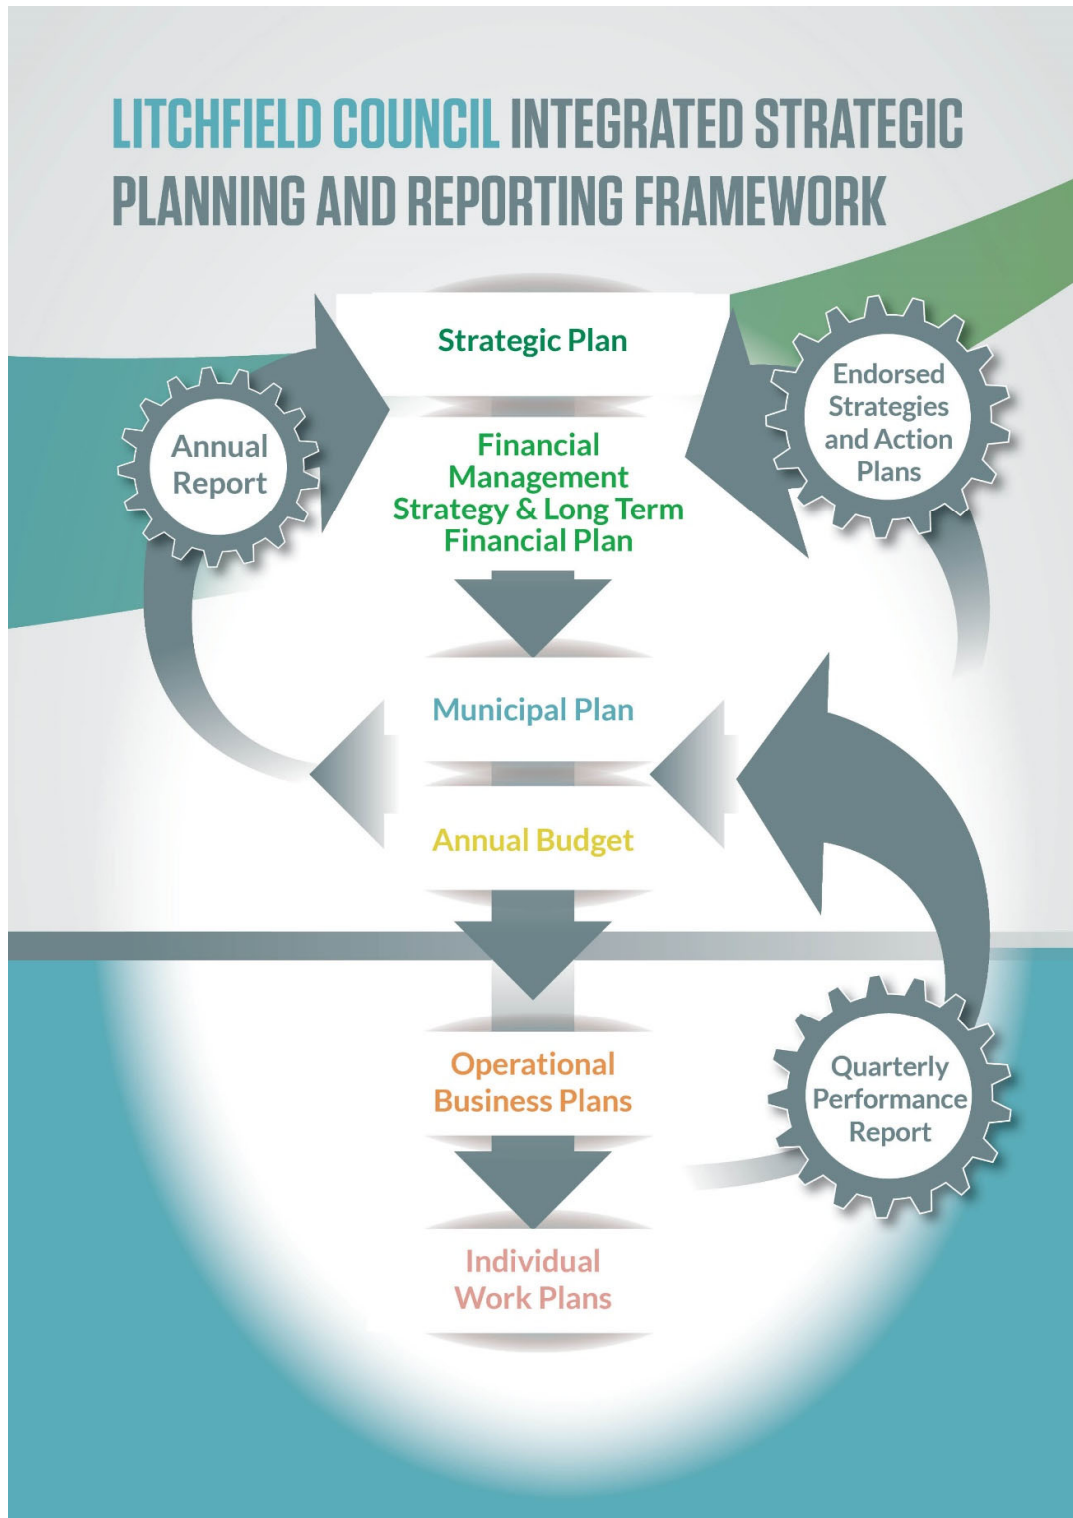 LITCHFIELD COUNCIL INTEGRATED STRATEGIC
PLANNING AND REPORTING FRAMEWORK
Strategic Plan
Annual
Report
Endorsed
Strategies
and Action
Plans
Financial
Management
Strategy & Long Term
Financial Plan
Municipal Plan
Annual Budget
Operational
Business Plans
Quarterly
Performance
Report
Individual
Work Plans